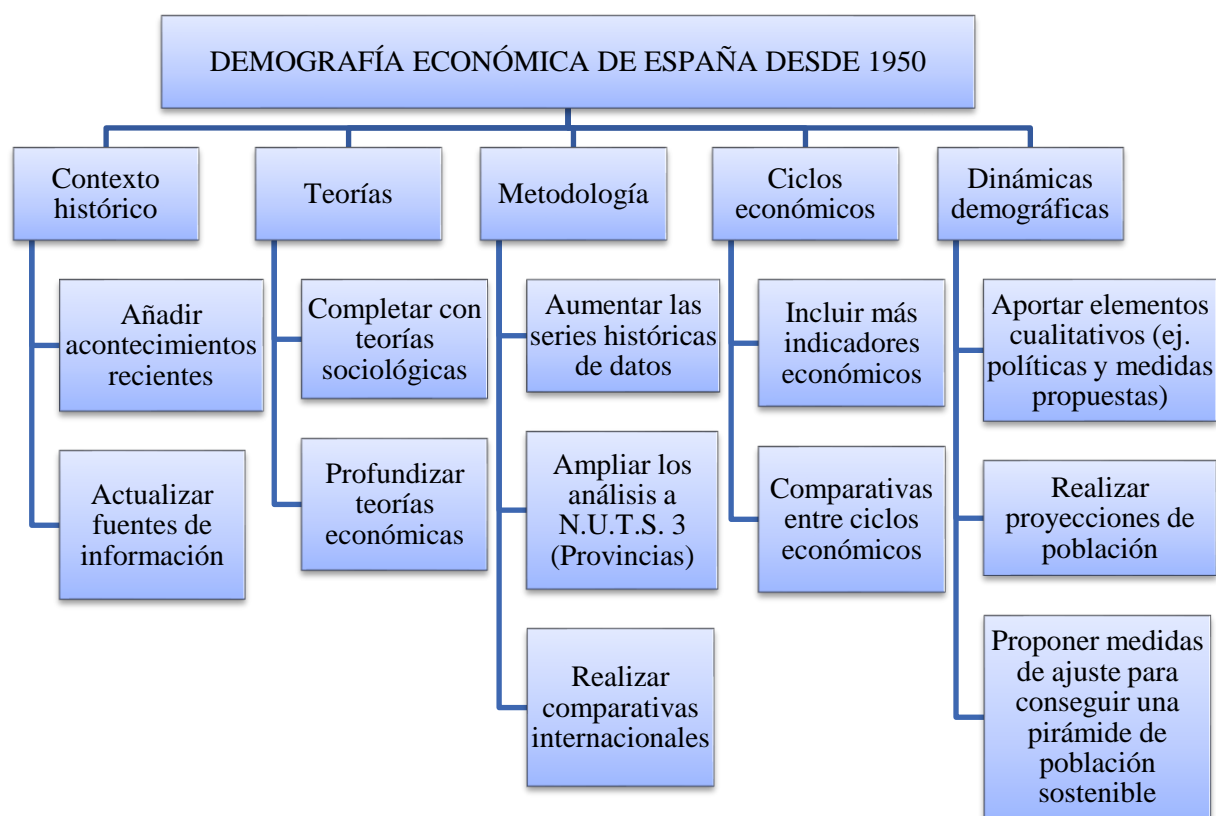 DEMOGRAFÍA ECONÓMICA DE ESPAÑA DESDE 1950
Contexto
histórico
Añadir
acontecimientos
recientes
Actualizar
fuentes de
información
Teorías
Completar con
teorías
sociológicas
Profundizar
teorías
económicas
Metodología
Aumentar las
series históricas
de datos
Ampliar los
análisis a
N.U.T.S. 3
(Provincias)
Realizar
comparativas
internacionales
Ciclos
económicos
Incluir más
indicadores
económicos
Comparativas
entre ciclos
económicos
Dinámicas
demográficas
Aportar elementos
cualitativos (ej.
políticas y medidas
propuestas)
Realizar
proyecciones de
población
Proponer medidas
de ajuste para
conseguir una
pirámide de
población
sostenible